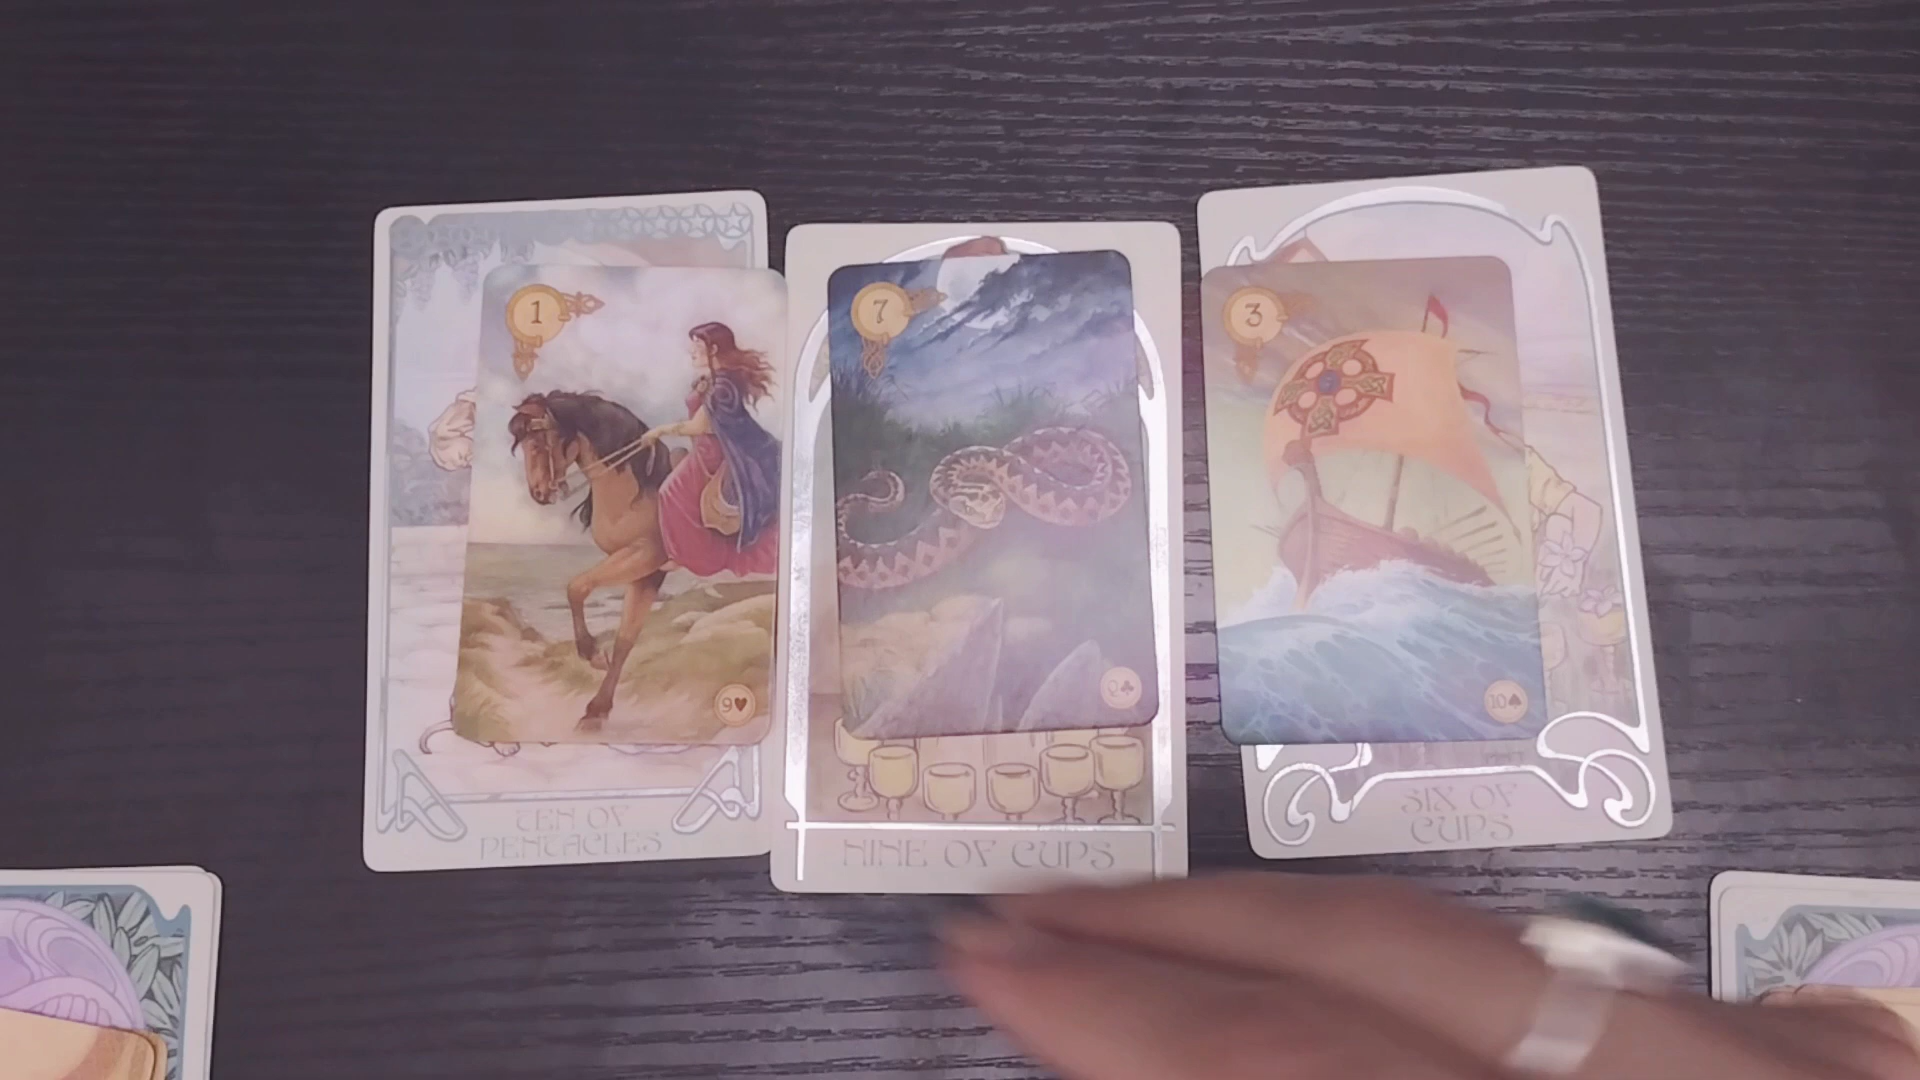 1
9♥
7
Q♣
3
10♠
TEN OF
PENTACLES
NINE OF CUPS
SIX OF
CUPS